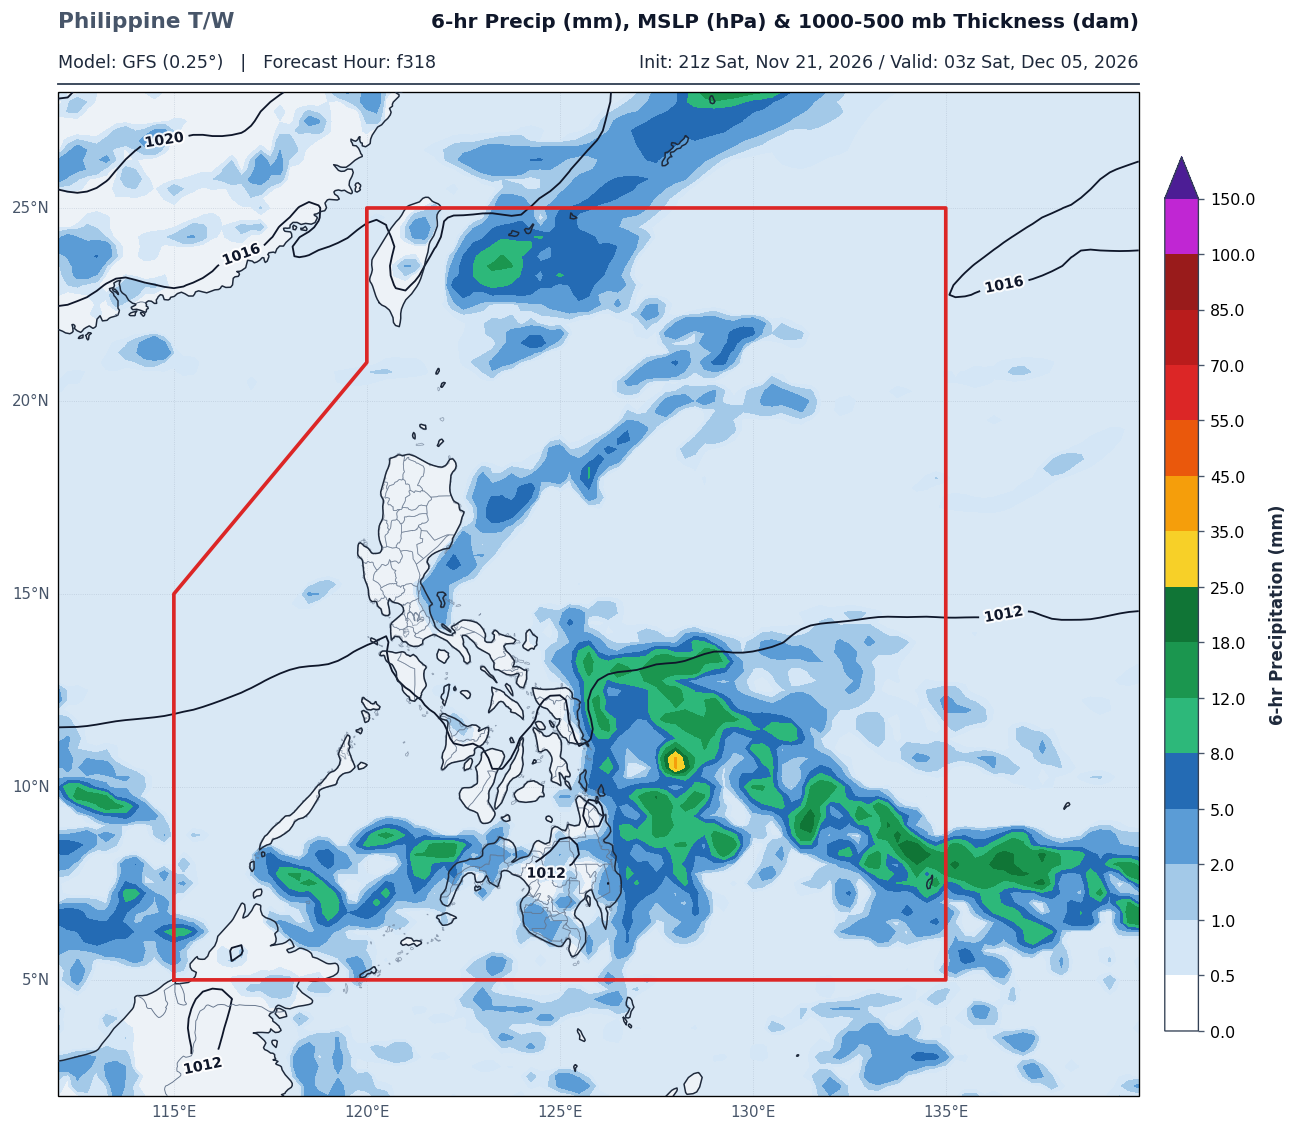 Philippine T/W
6-hr Precip (mm), MSLP (hPa) & 1000-500 mb Thickness (dam)
Model: GFS (0.25°) | Forecast Hour: f318
Init: 21z Sat, Nov 21, 2026 / Valid: 03z Sat, Dec 05, 2026
1020
1016
1016
1012
1012
1012
25°N
20°N
15°N
10°N
5°N
115°E
120°E
125°E
130°E
135°E
150.0
100.0
85.0
70.0
55.0
45.0
35.0
25.0
18.0
12.0
8.0
5.0
2.0
1.0
0.5
0.0
6-hr Precipitation (mm)